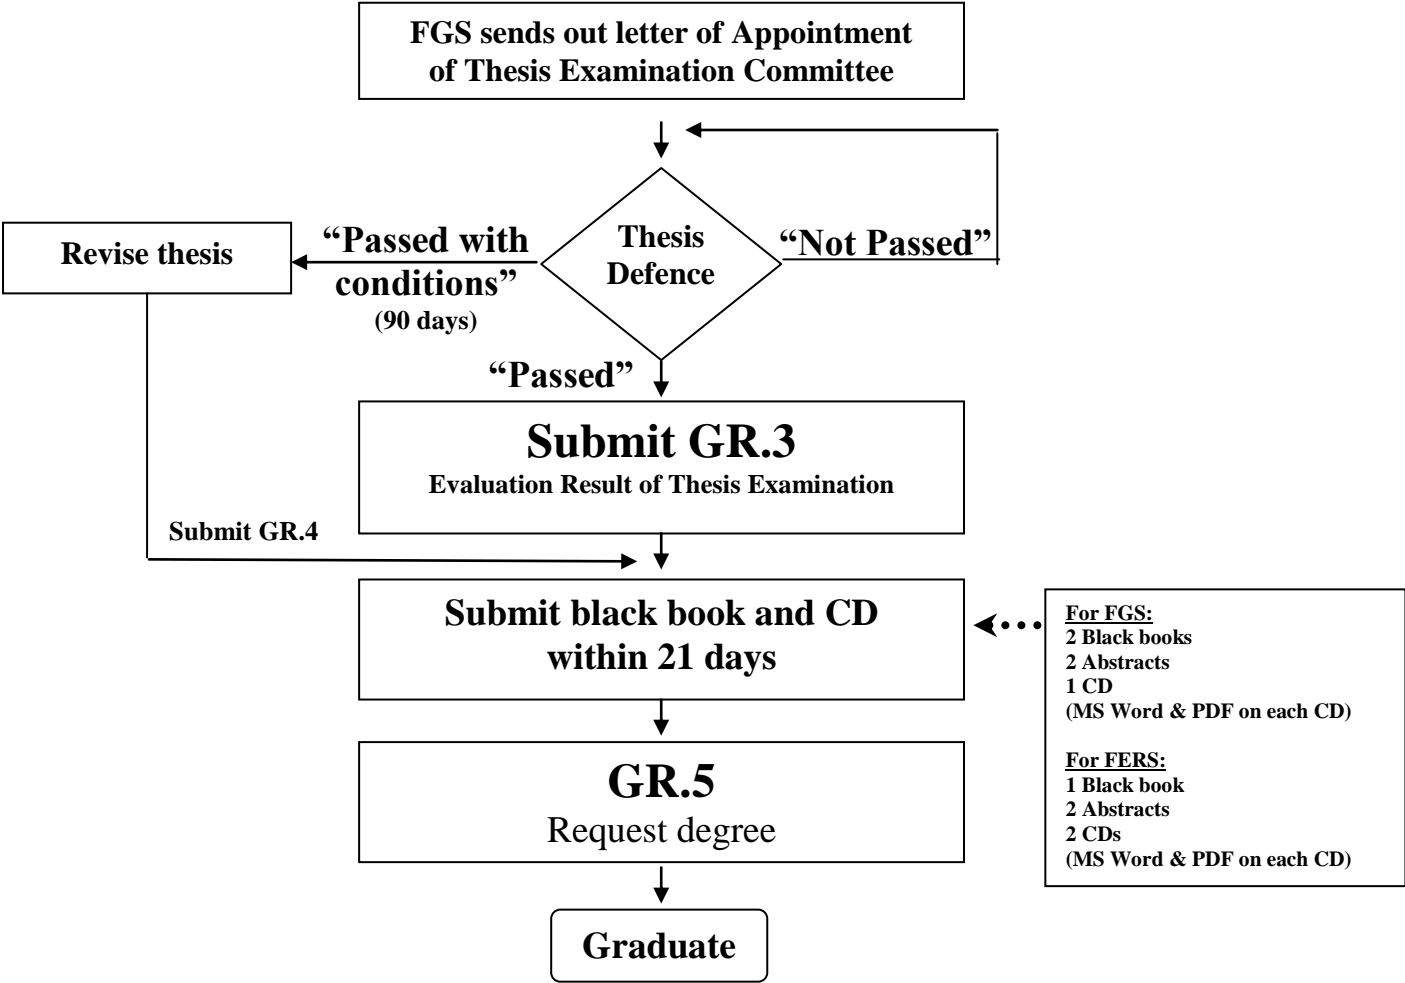 FGS sends out letter of Appointment
of Thesis Examination Committee
Revise thesis
“Passed with
conditions”
(90 days)
Thesis
Defence
“Not Passed”
“Passed”
Submit GR.3
Evaluation Result of Thesis Examination
Submit GR.4
Submit black book and CD
within 21 days
For FGS:
2 Black books
2 Abstracts
1 CD
(MS Word & PDF on each CD)
For FERS:
1 Black book
2 Abstracts
2 CDs
(MS Word & PDF on each CD)
GR.5
Request degree
Graduate